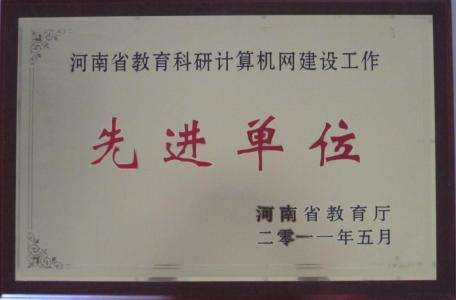 河南省教育科研计算机网建设工作
先进单位
河南省教育厅
二零一一年五月